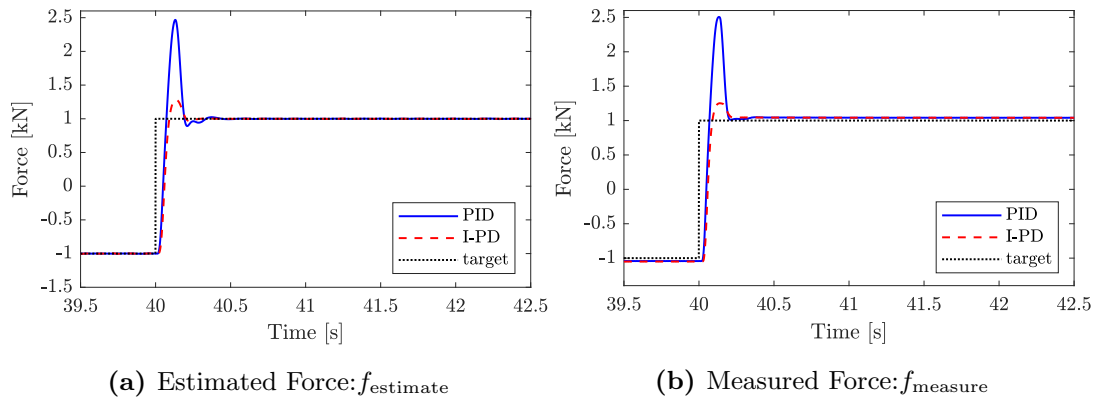 Force [kN]
2.5
2
1.5
1
0.5
0
-0.5
-1
-1.5
39.5 40 40.5 41 41.5 42 42.5
Time [s]
PID
I-PD
target
(a) Estimated Force:f_estimate
Force [kN]
2.5
2
1.5
1
0.5
0
-0.5
-1
39.5 40 40.5 41 41.5 42 42.5
Time [s]
PID
I-PD
target
(b) Measured Force:f_measure